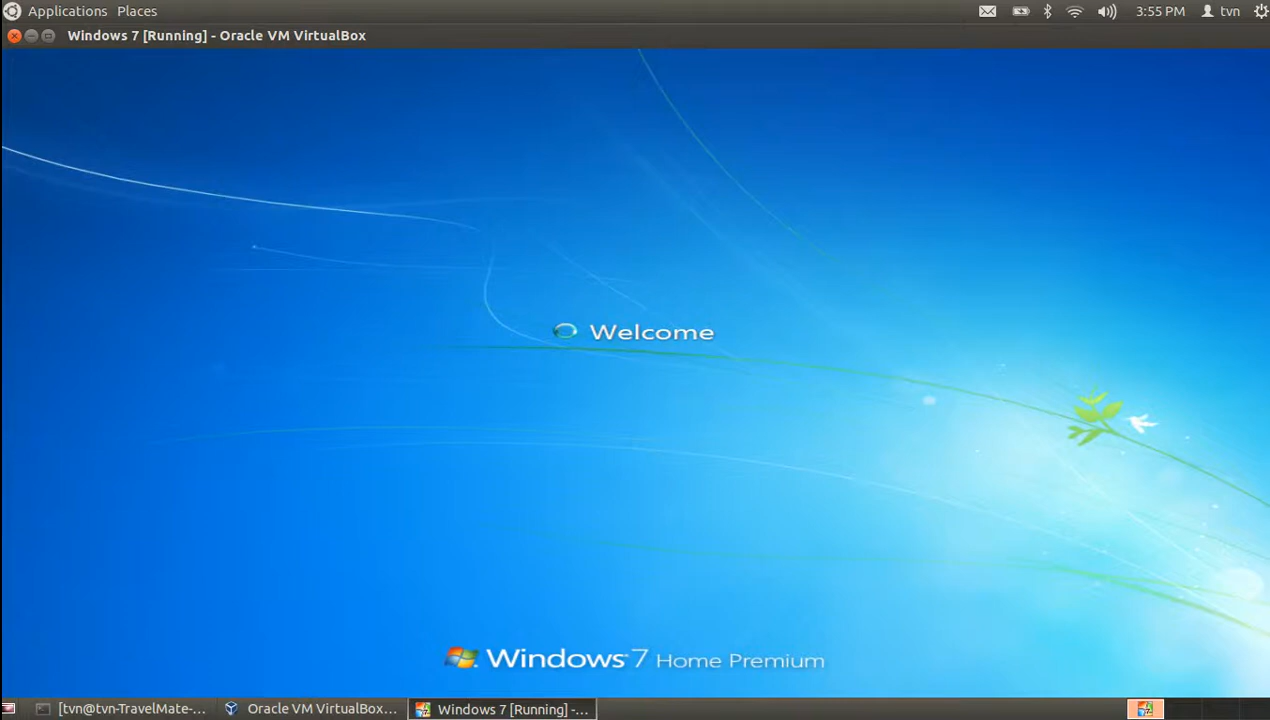 Applications Places 3:55 PM tvn
Windows 7 [Running] - Oracle VM VirtualBox
Welcome
Windows 7 Home Premium
[tvn@tvn-TravelMate-... Oracle VM VirtualBox... Windows 7 [Running] -...